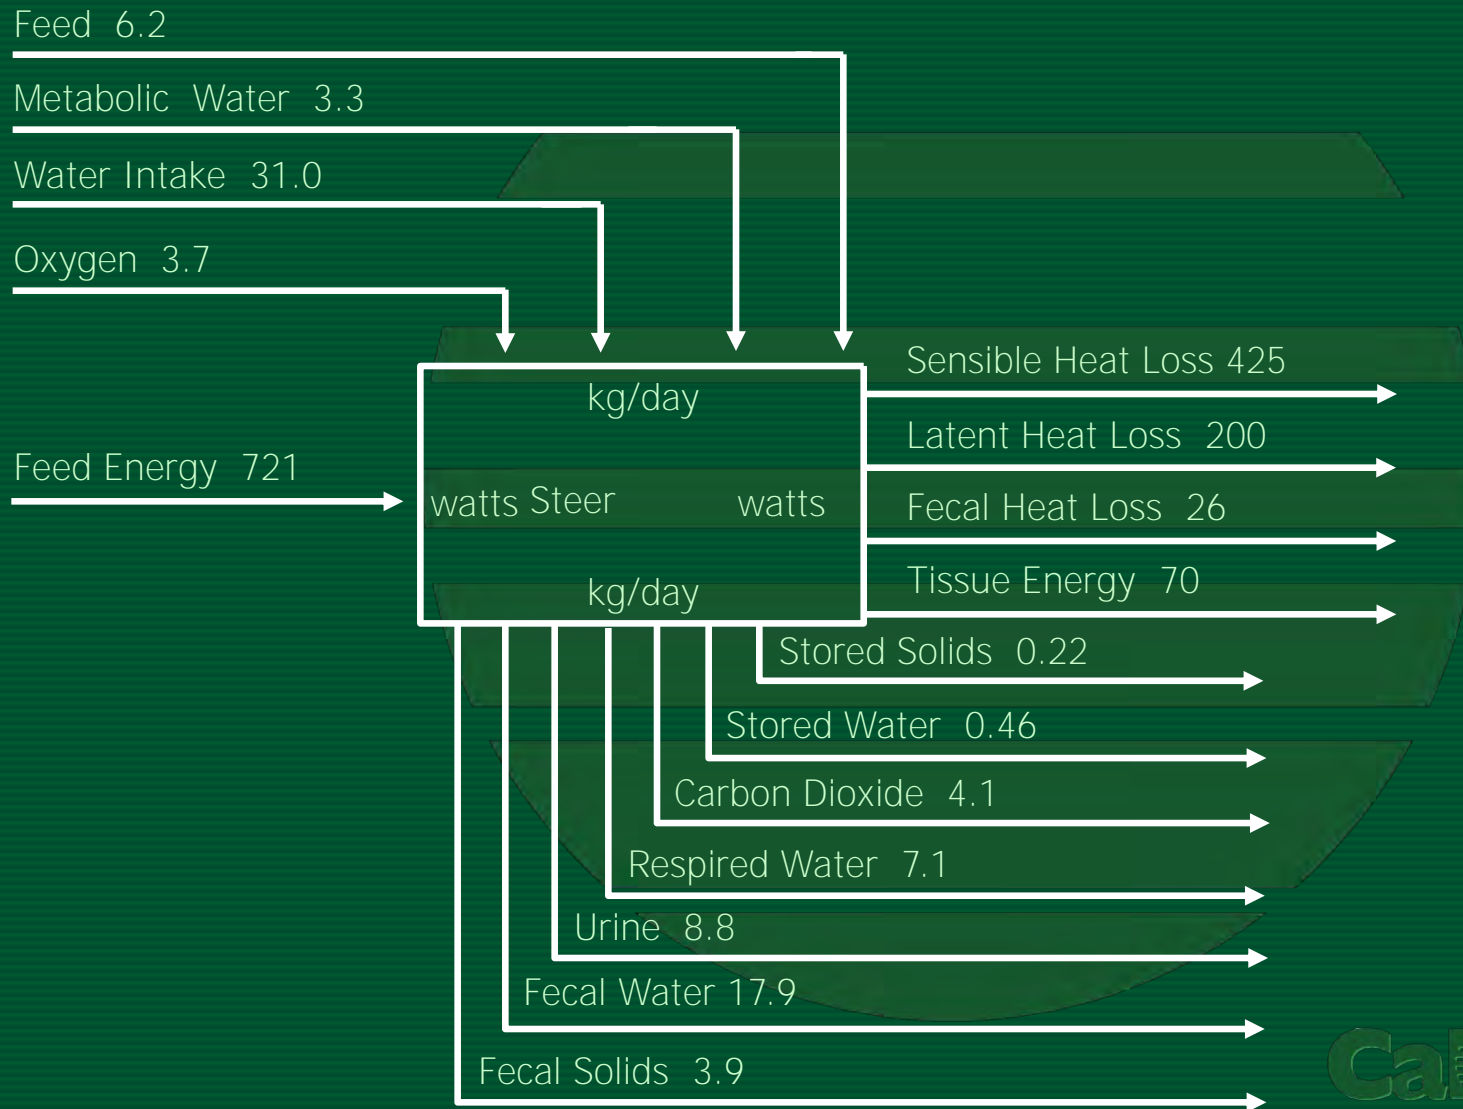 Feed 6.2
Metabolic Water 3.3
Water Intake 31.0
Oxygen 3.7
Feed Energy 721
kg/day
watts Steer watts
kg/day
Sensible Heat Loss 425
Latent Heat Loss 200
Fecal Heat Loss 26
Tissue Energy 70
Stored Solids 0.22
Stored Water 0.46
Carbon Dioxide 4.1
Respired Water 7.1
Urine 8.8
Fecal Water 17.9
Fecal Solids 3.9